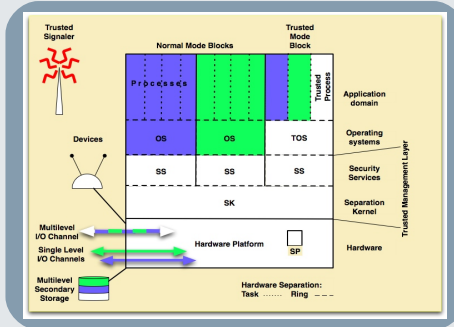 Trusted
Signaler
Normal Mode Blocks
Trusted
Mode
Block
Processes
Trusted
Process
Application
domain
Devices
OS
OS
TOS
Operating
systems
SS
SS
SS
Security
Services
SK
Separation
Kernel
Trusted Management Layer
Multilevel
I/O Channel
Single Level
I/O Channels
Hardware Platform
SP
Hardware
Multilevel
Secondary
Storage
Hardware Separation:
Task ....... Ring _ _ _